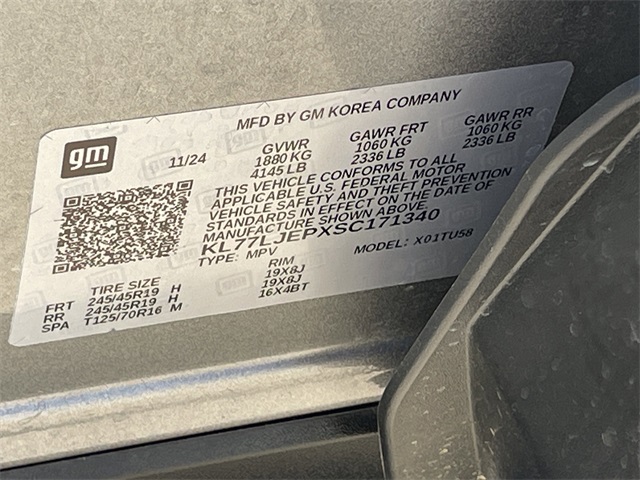 MFD BY GM KOREA COMPANY
gm
11/24
GVWR GAWR FRT GAWR RR
1880 KG 1060 KG 1060 KG
4145 LB 2336 LB 2336 LB
THIS VEHICLE CONFORMS TO ALL
APPLICABLE U.S. FEDERAL MOTOR
VEHICLE SAFETY AND THEFT PREVENTION
STANDARDS IN EFFECT ON THE DATE OF
MANUFACTURE SHOWN ABOVE
KL77LJEPXSC171340
TYPE: MPV MODEL: X01TU58
TIRE SIZE RIM
FRT 245/45R19 H 19X8J
RR 245/45R19 H 19X8J
SPA T125/70R16 M 16X4BT